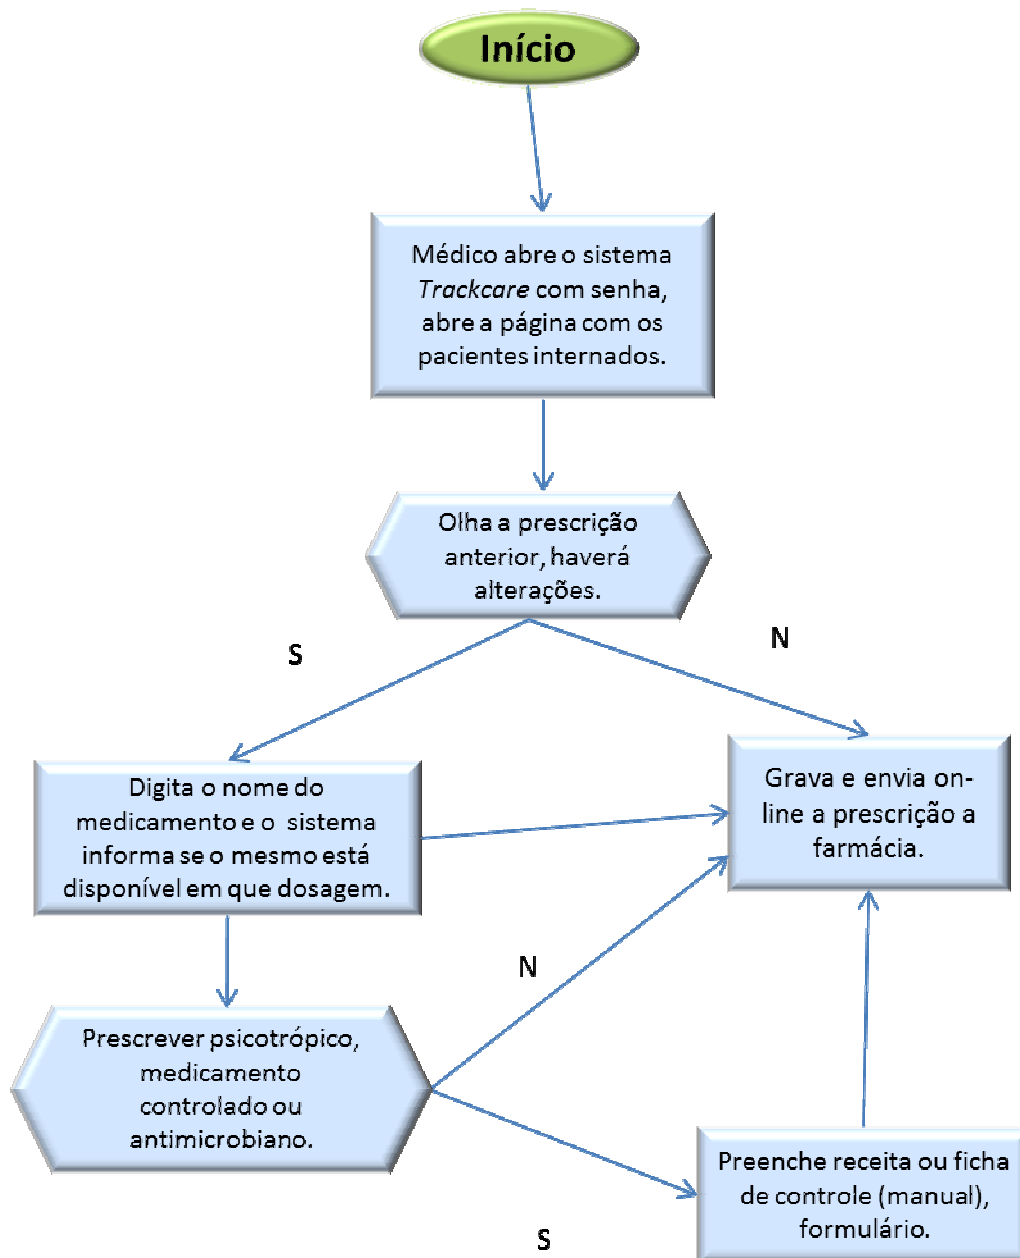 Início
Médico abre o sistema
Trackcare com senha,
abre a página com os
pacientes internados.
Olha a prescrição
anterior, haverá
alterações.
S
N
Digita o nome do
medicamento e o sistema
informa se o mesmo está
disponível em que dosagem.
Grava e envia on-
line a prescrição a
farmácia.
N
Prescrever psicotrópico,
medicamento
controlado ou
antimicrobiano.
Preenche receita ou ficha
de controle (manual),
formulário.
S